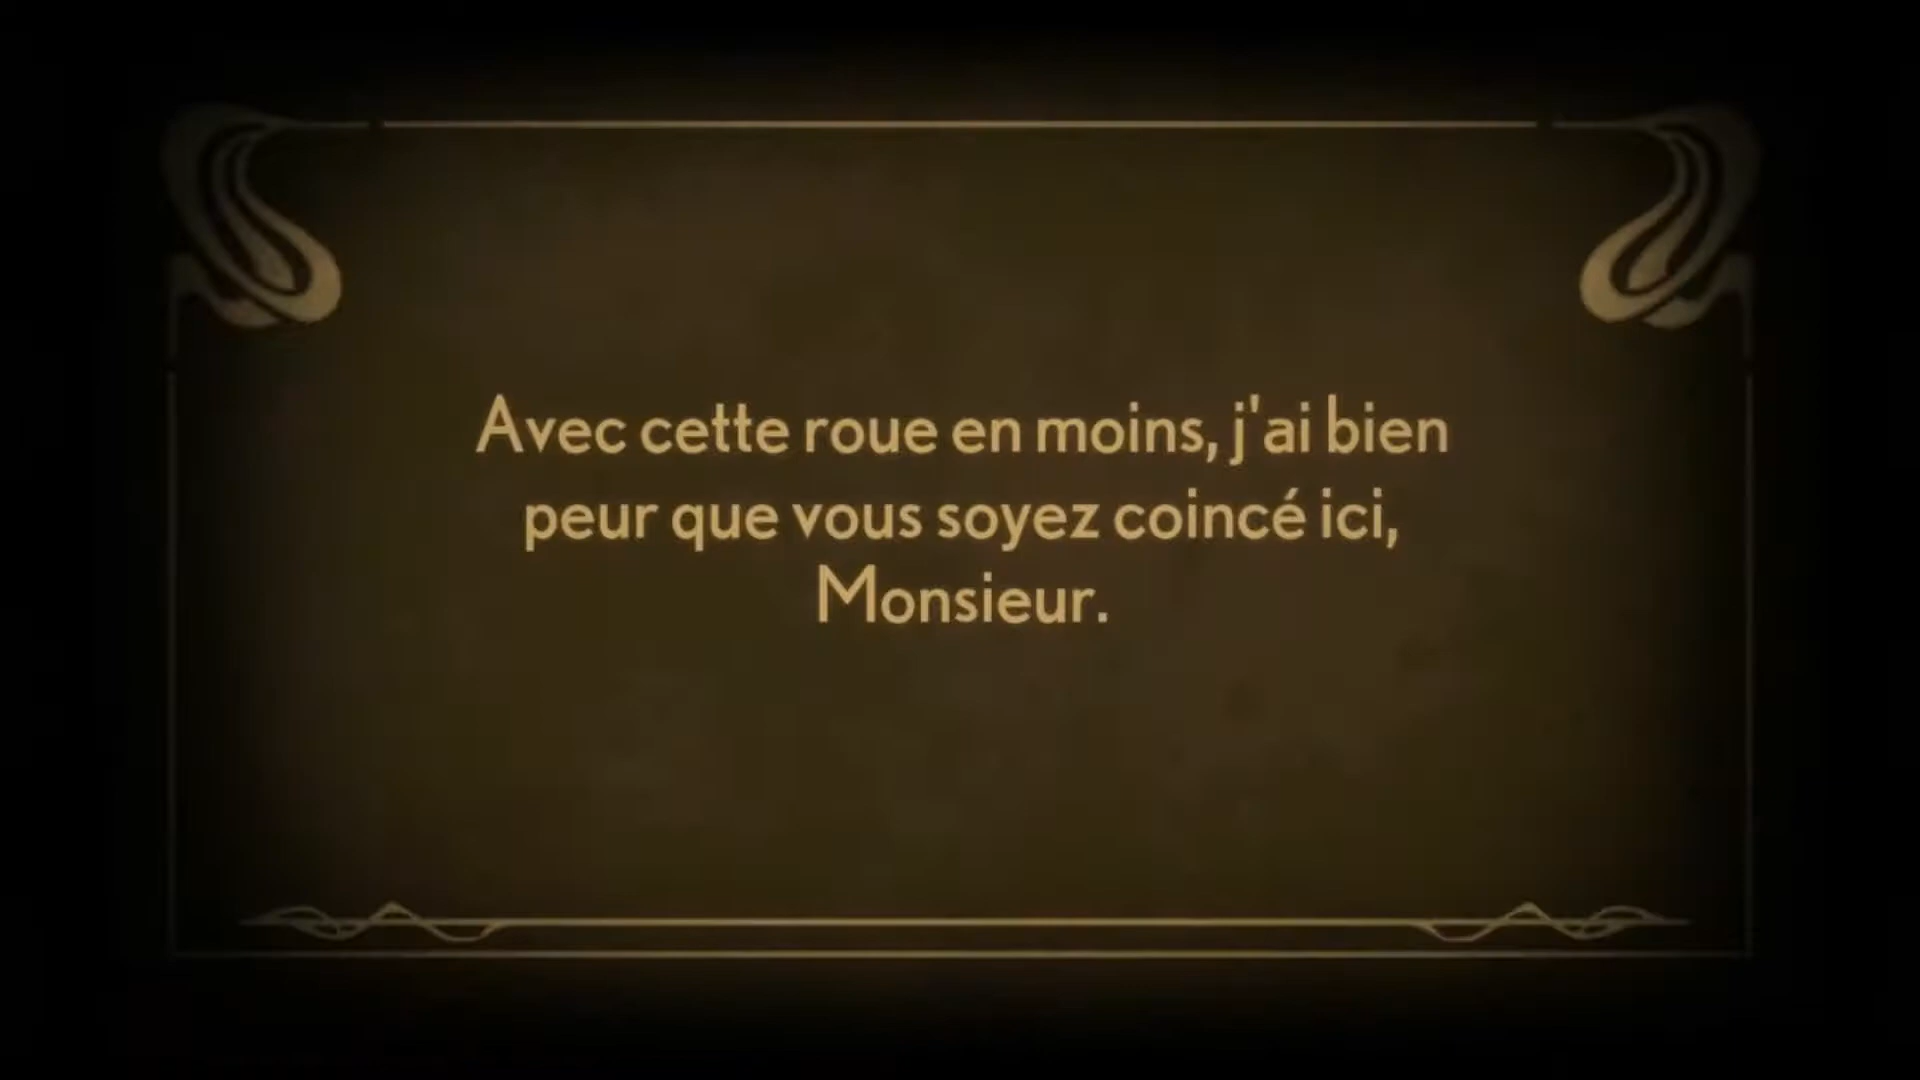 Avec cette roue en moins, j'ai bien
peur que vous soyez coincé ici,
Monsieur.